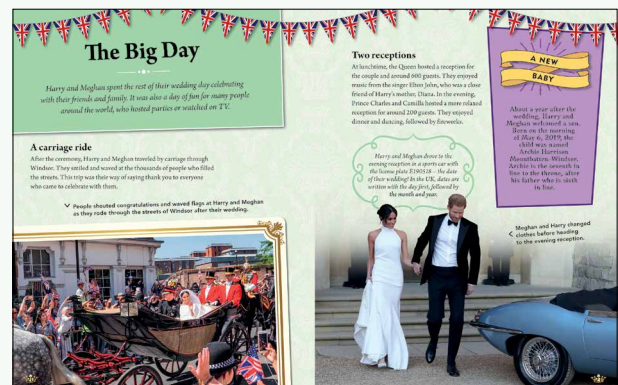 The Big Day
Harry and Meghan spent the rest of their wedding day celebrating
with their friends and family. It was also a day of fun for many people
around the world, who hosted parties or watched on TV.
A carriage ride
After the ceremony, Harry and Meghan traveled by carriage through
Windsor. They smiled and waved at the thousands of people who filled
the streets. This trip was their way of saying thank you to everyone
who came to celebrate with them.
People shouted congratulations and waved flags at Harry and Meghan
as they rode through the streets of Windsor after their wedding.
Two receptions
At lunchtime, the Queen hosted a reception for
the couple and around 600 guests. They enjoyed
music from the singer Elton John, who was a close
friend of Harry's mother, Diana. In the evening,
Prince Charles and Camilla hosted a more relaxed
reception for around 200 guests. They enjoyed
dinner and dancing, followed by fireworks.
Harry and Meghan drove to the
evening reception in a sports car with
the license plate E190518 – the date
of their wedding! In the UK, dates are
written with the day first, followed by
the month and year.
A NEW
BABY
About a year after the
wedding, Harry and
Meghan welcomed a son.
Born on the morning
of May 6, 2019, the
child was named
Archie Harrison
Mountbatten-Windsor.
Archie is the seventh in
line to the throne, after
his father who is sixth
in line.
Meghan and Harry changed
clothes before heading
to the evening reception.